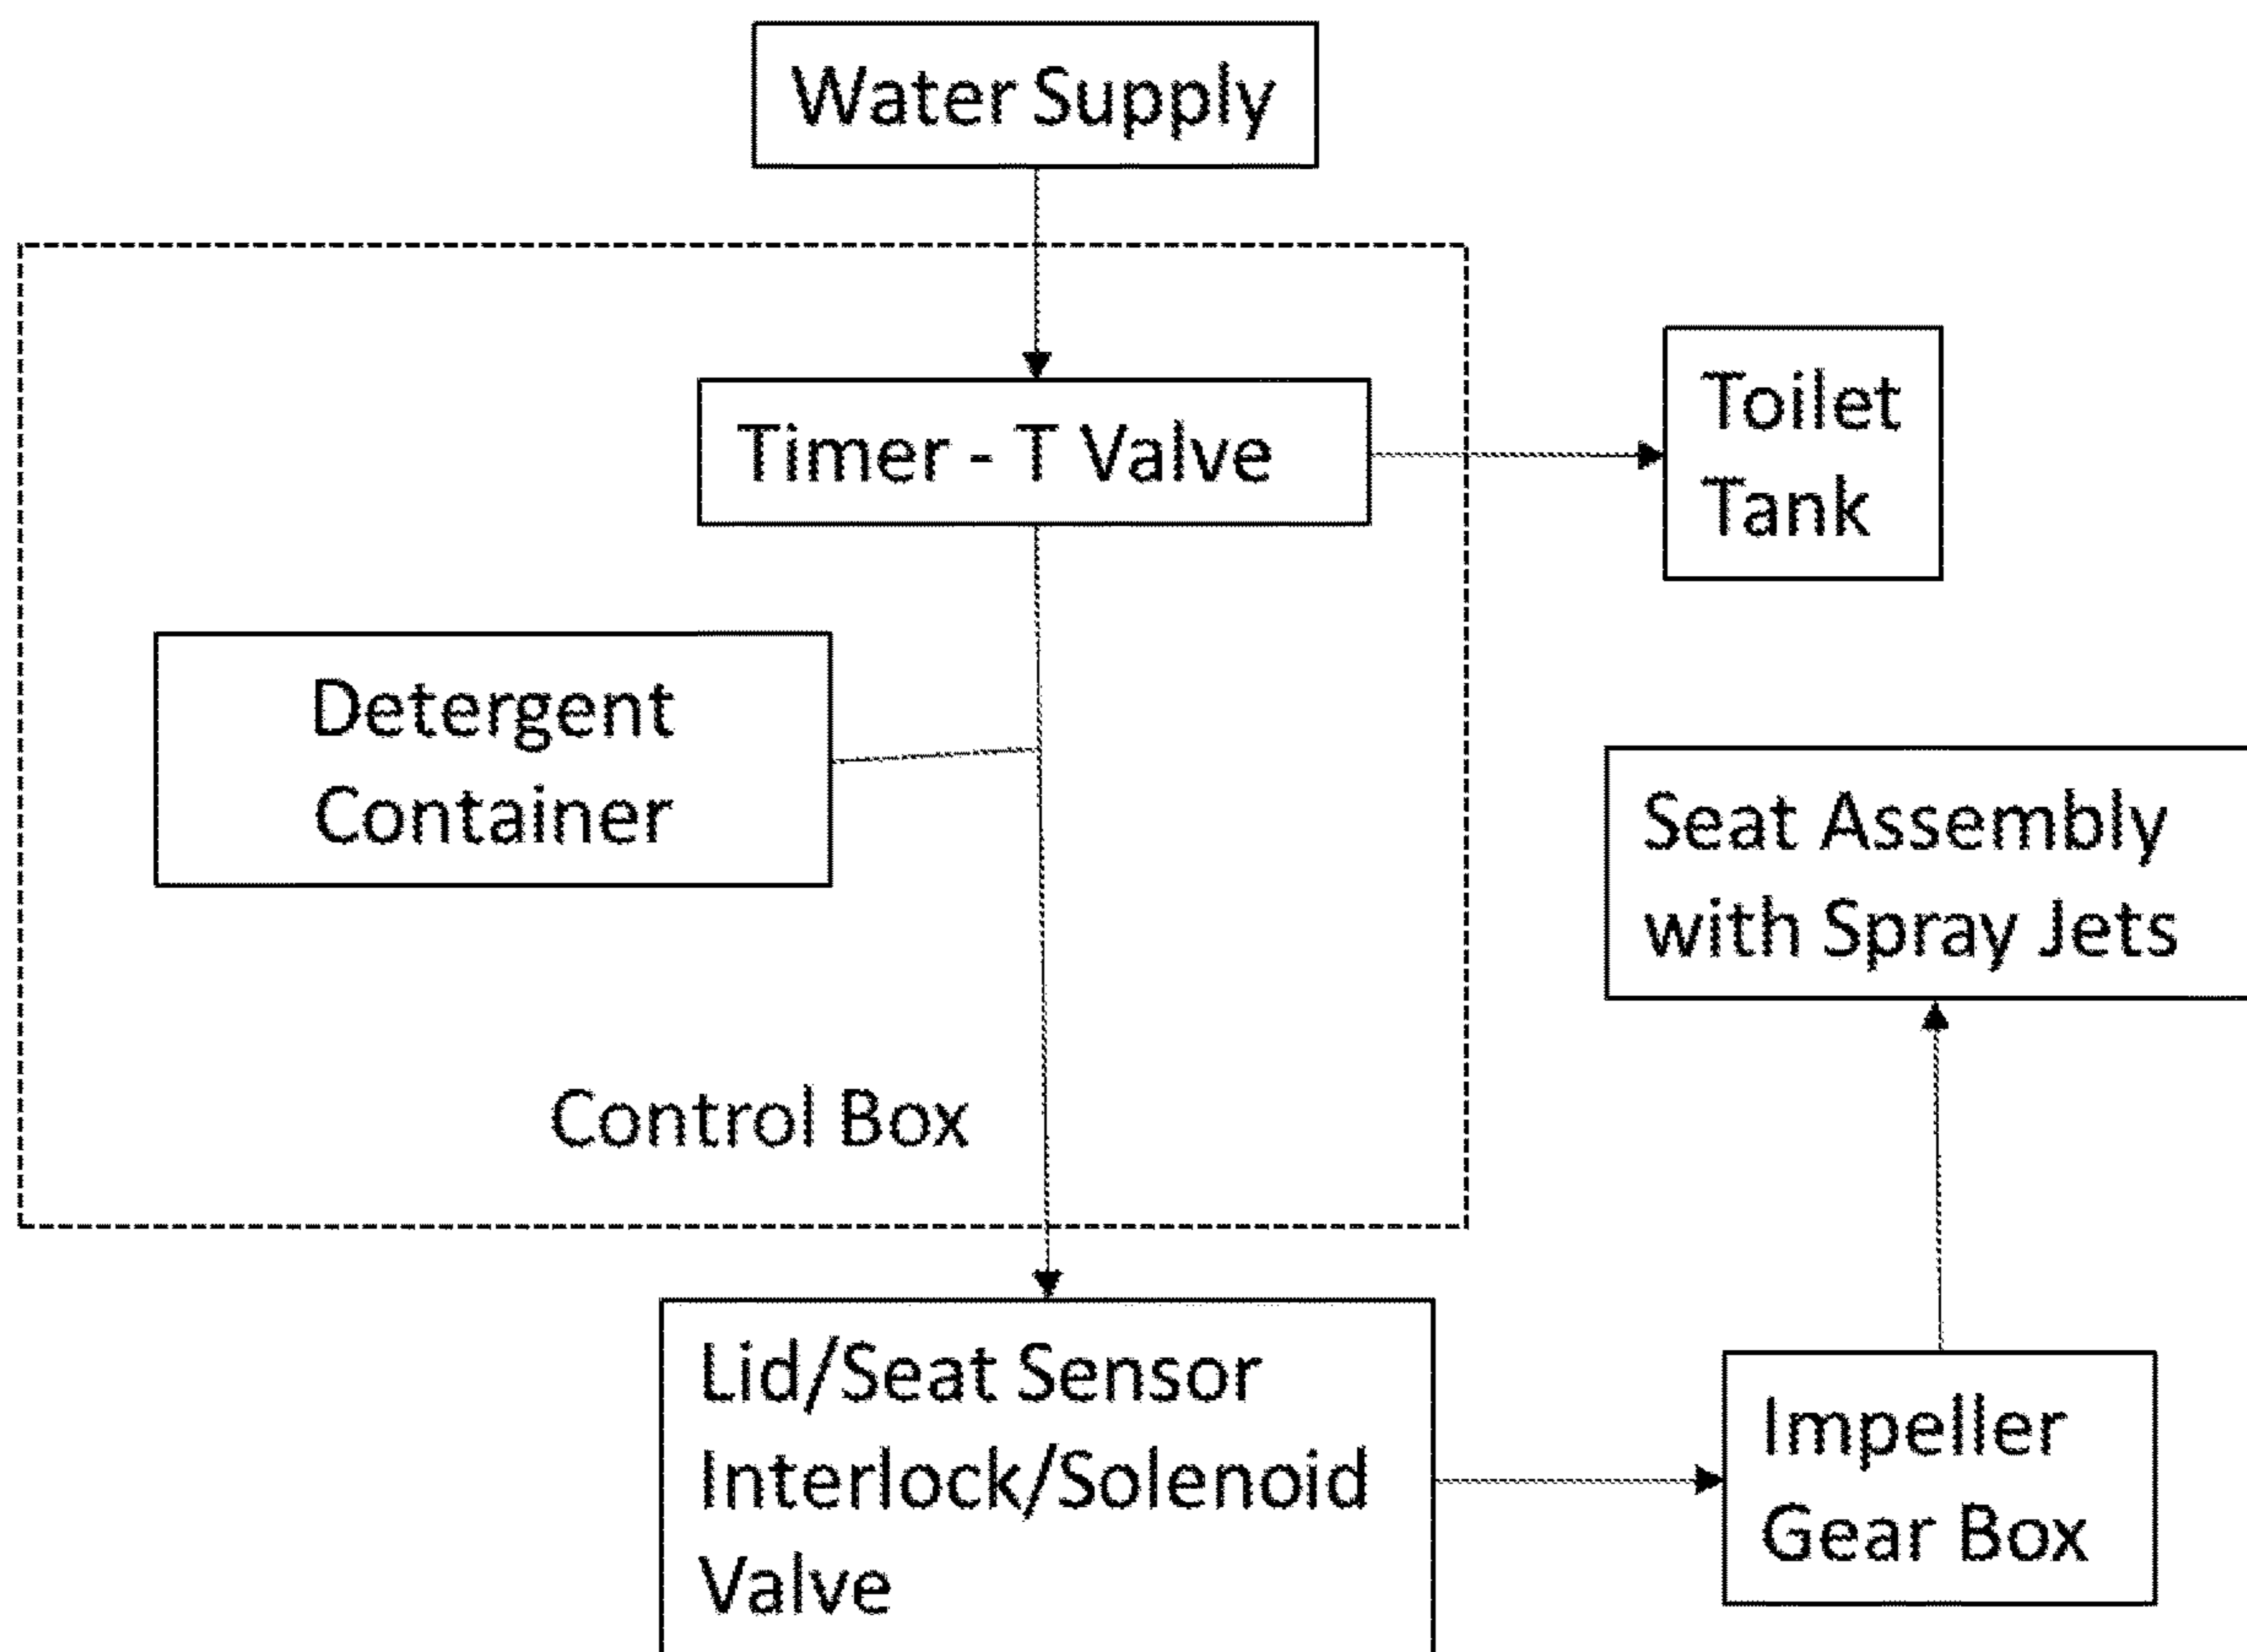 Water Supply
Timer - T Valve
Toilet
Tank
Detergent
Container
Seat Assembly
with Spray Jets
Control Box
Lid/Seat Sensor
Interlock/Solenoid
Valve
Impeller
Gear Box